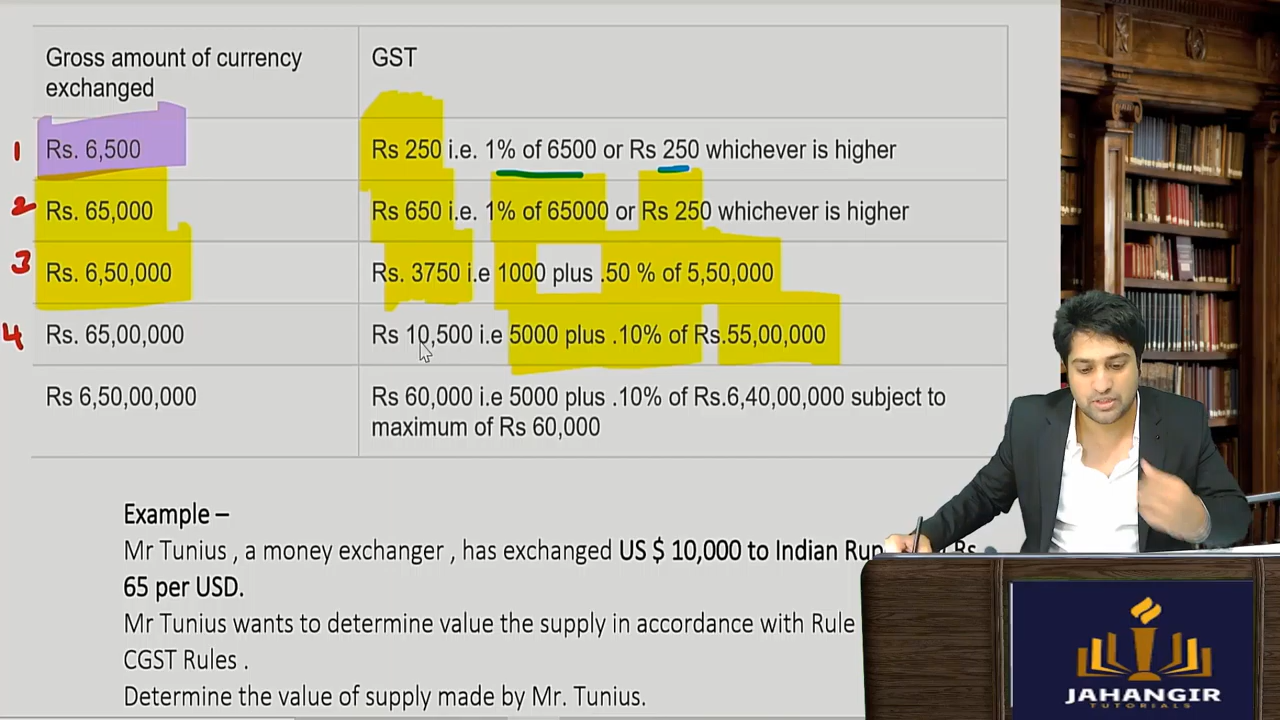 Gross amount of currency
exchanged
GST
1
Rs. 6,500
Rs 250 i.e. 1% of 6500 or Rs 250 whichever is higher
2
Rs. 65,000
Rs 650 i.e. 1% of 65000 or Rs 250 whichever is higher
3
Rs. 6,50,000
Rs. 3750 i.e 1000 plus .50 % of 5,50,000
4
Rs. 65,00,000
Rs 10,500 i.e 5000 plus .10% of Rs.55,00,000
Rs 6,50,00,000
Rs 60,000 i.e 5000 plus .10% of Rs.6,40,00,000 subject to
maximum of Rs 60,000
Example –
Mr Tunius , a money exchanger , has exchanged US $ 10,000 to Indian Rup Rs
65 per USD.
Mr Tunius wants to determine value the supply in accordance with Rule
CGST Rules .
Determine the value of supply made by Mr. Tunius.
JAHANGIR
TUTORIALS